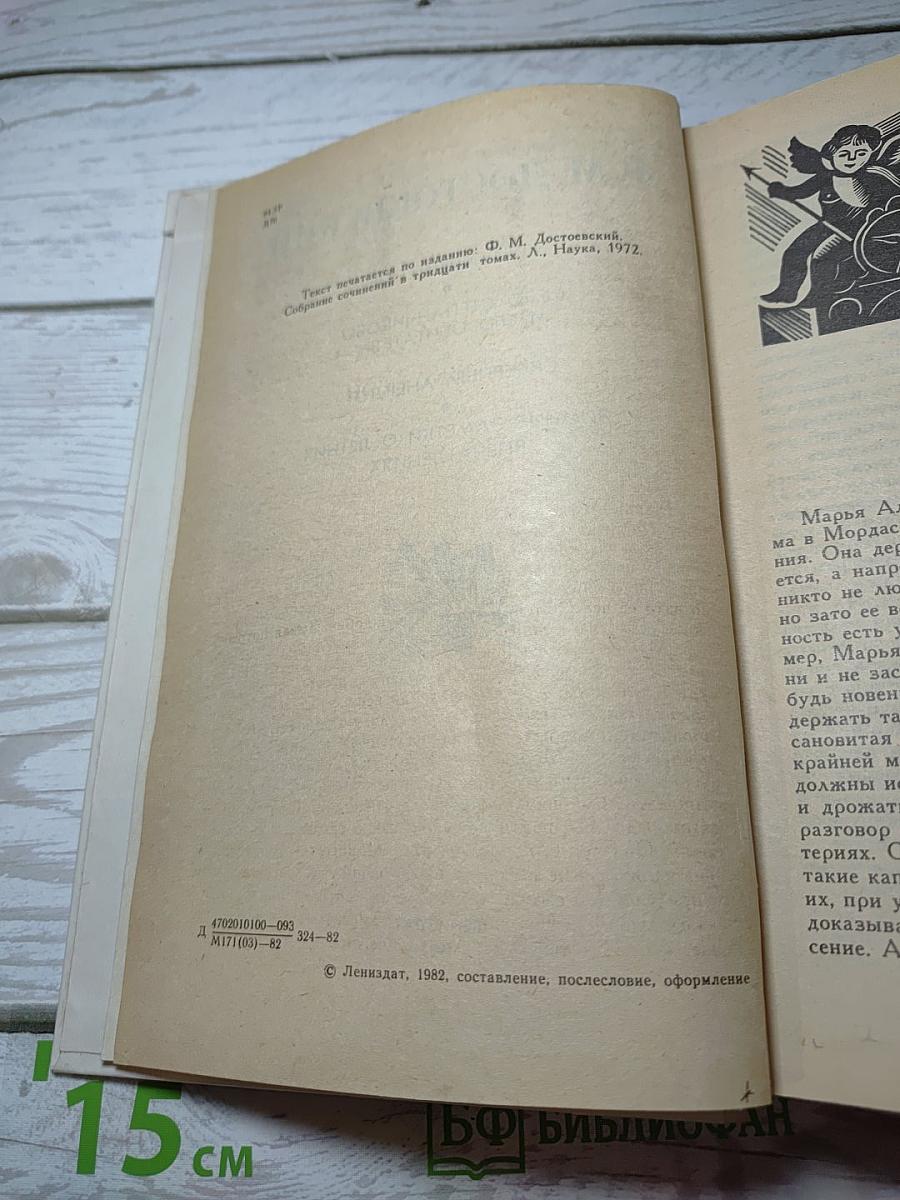 Текст печатается по изданию: Ф. М. Достоевский.
Собрание сочинений в тридцати томах. Л., Наука, 1972.
Д 4702010100—093
М171(03)—82 324—82
© Лениздат, 1982, составление, послесловие, оформление
Марья Ал
ма в Мордас
ния. Она дер
ется, а напр
никто не лю
но зато ее в
ность есть у
мер, Марья
ни и не зас
будь новен
держать та
сановитая
крайней м
должны ис
и дрожат
разговор
териях. С
такие кап
их, при у
доказыва
сение. А
15 см
БФ БИБЛИОФАН